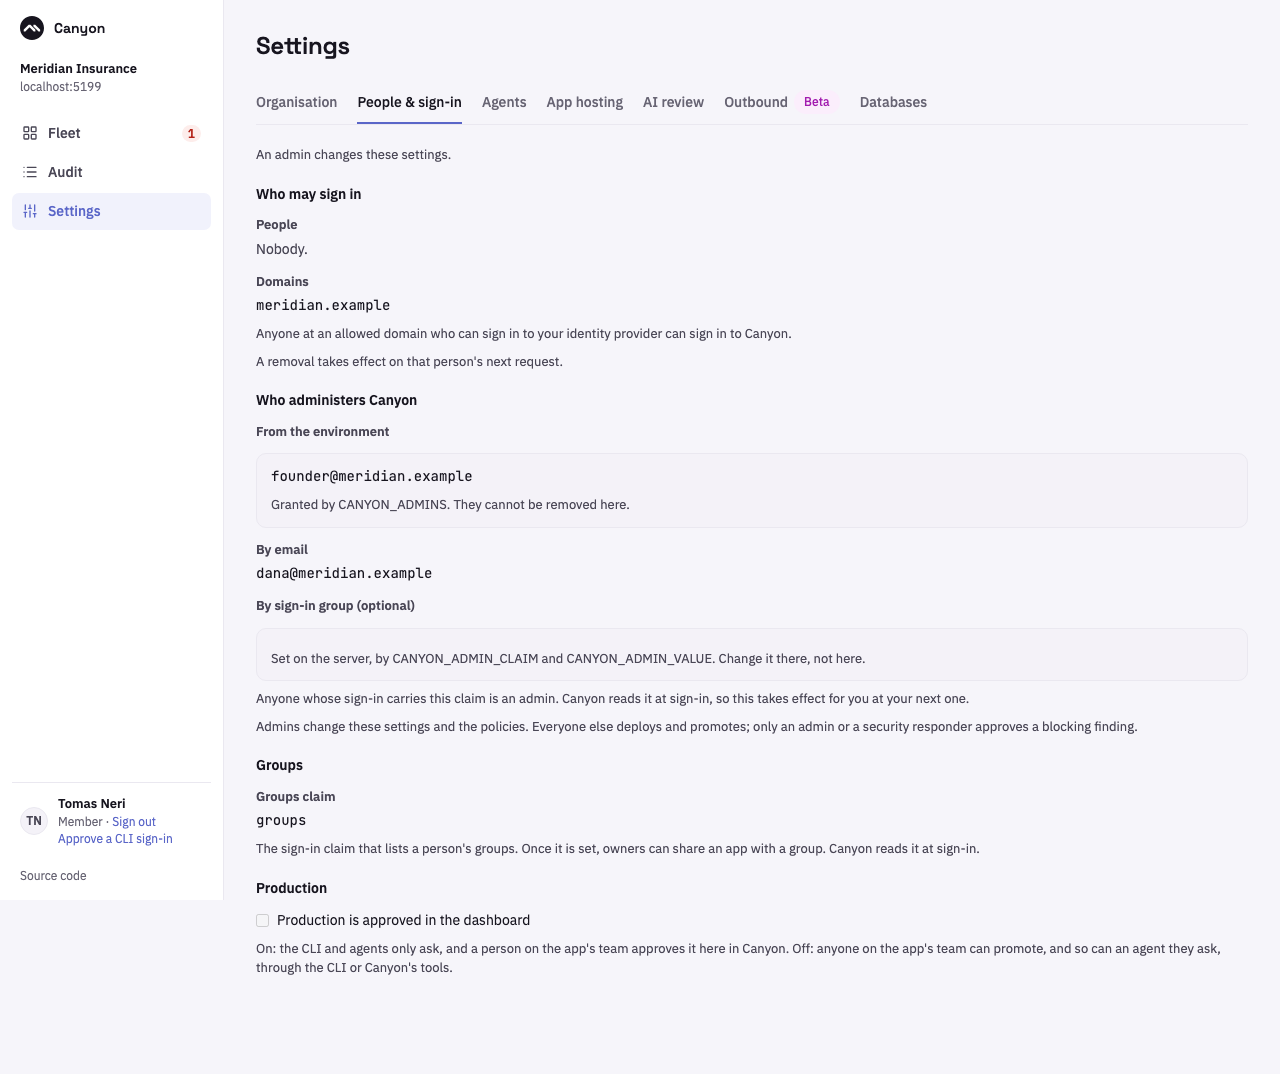 Canyon
Meridian Insurance
localhost:5199
Fleet
1
Audit
Settings
Tomas Neri
TN
Member · Sign out
Approve a CLI sign-in
Source code
Settings
Organisation
People & sign-in
Agents
App hosting
AI review
Outbound
Beta
Databases
An admin changes these settings.
Who may sign in
People
Nobody.
Domains
meridian.example
Anyone at an allowed domain who can sign in to your identity provider can sign in to Canyon.
A removal takes effect on that person's next request.
Who administers Canyon
From the environment
founder@meridian.example
Granted by CANYON_ADMINS. They cannot be removed here.
By email
dana@meridian.example
By sign-in group (optional)
Set on the server, by CANYON_ADMIN_CLAIM and CANYON_ADMIN_VALUE. Change it there, not here.
Anyone whose sign-in carries this claim is an admin. Canyon reads it at sign-in, so this takes effect for you at your next one.
Admins change these settings and the policies. Everyone else deploys and promotes; only an admin or a security responder approves a blocking finding.
Groups
Groups claim
groups
The sign-in claim that lists a person's groups. Once it is set, owners can share an app with a group. Canyon reads it at sign-in.
Production
Production is approved in the dashboard
On: the CLI and agents only ask, and a person on the app's team approves it here in Canyon. Off: anyone on the app's team can promote, and so can an agent they ask,
through the CLI or Canyon's tools.